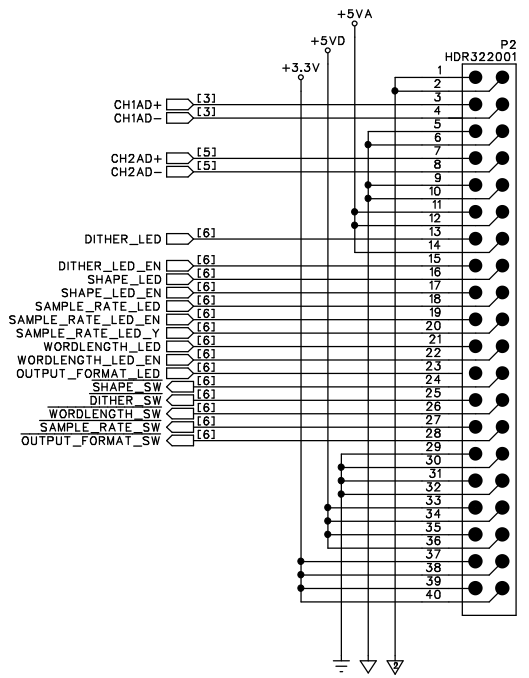 +5VA
+5VD
P2
HDR322001
+3.3V
1
2
CH1AD+ [3] 3
CH1AD- [3] 4
5
6
CH2AD+ [5] 7
CH2AD- [5] 8
9
10
11
12
DITHER_LED [6] 13
14
DITHER_LED_EN [6] 15
SHAPE_LED [6] 16
SHAPE_LED_EN [6] 17
SAMPLE_RATE_LED [6] 18
SAMPLE_RATE_LED_EN [6] 19
SAMPLE_RATE_LED_Y [6] 20
WORDLENGTH_LED [6] 21
WORDLENGTH_LED_EN [6] 22
OUTPUT_FORMAT_LED [6] 23
SHAPE_SW [6] 24
DITHER_SW [6] 25
WORDLENGTH_SW [6] 26
SAMPLE_RATE_SW [6] 27
OUTPUT_FORMAT_SW [6] 28
29
30
31
32
33
34
35
36
37
38
39
40
2